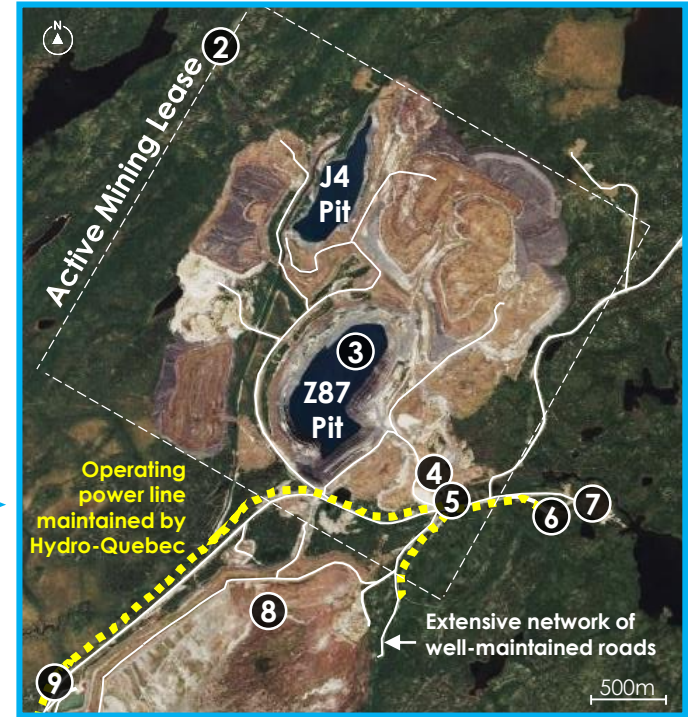 N
2
Active Mining Lease
J4
Pit
3
Z87
Pit
4
5
6
7
Operating
power line
maintained by
Hydro-Quebec
8
Extensive network of
well-maintained roads
9
500m